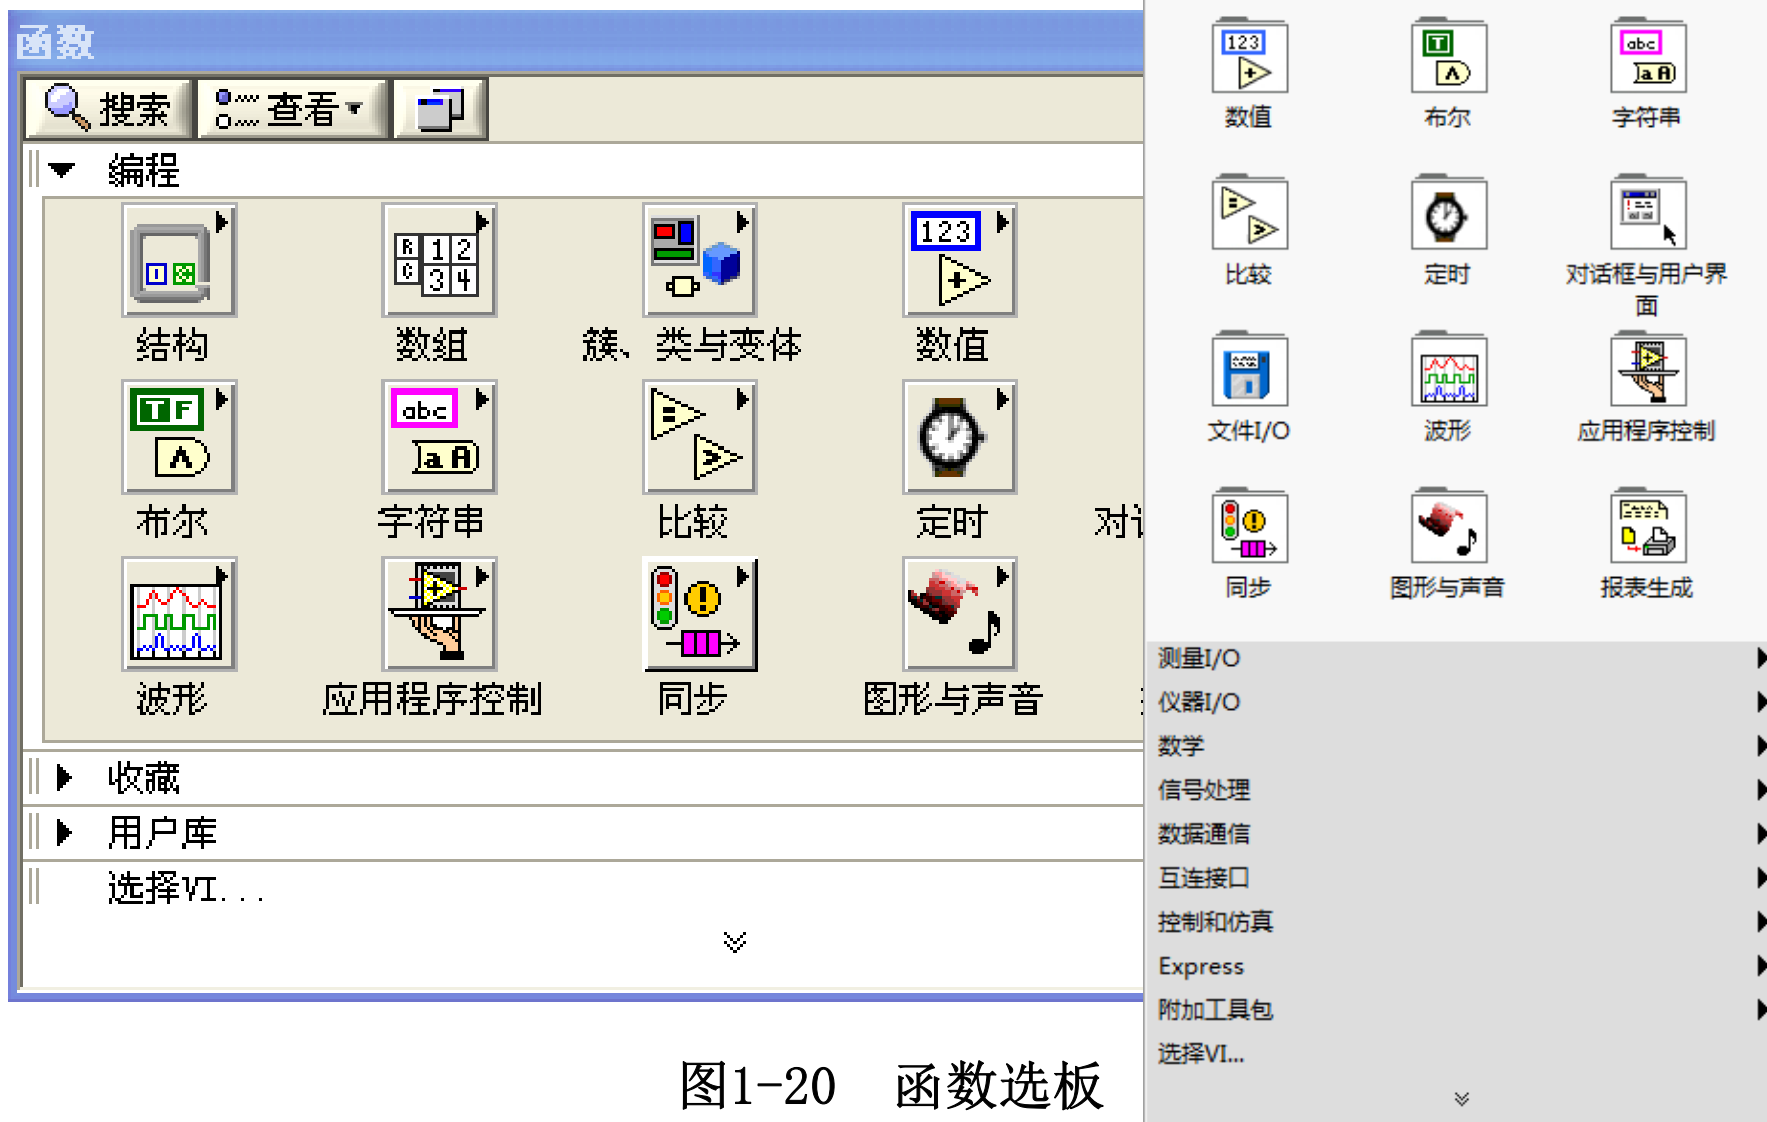 函数
搜索 查看
编程
结构 数组 簇、类与变体 数值
布尔 字符串 比较 定时 对
波形 应用程序控制 同步 图形与声音
收藏
用户库
选择VI...
图1-20 函数选板
数值 布尔 字符串
比较 定时 对话框与用户界
面
文件I/O 波形 应用程序控制
同步 图形与声音 报表生成
测量I/O
仪器I/O
数学
信号处理
数据通信
互连接口
控制和仿真
Express
附加工具包
选择VI...